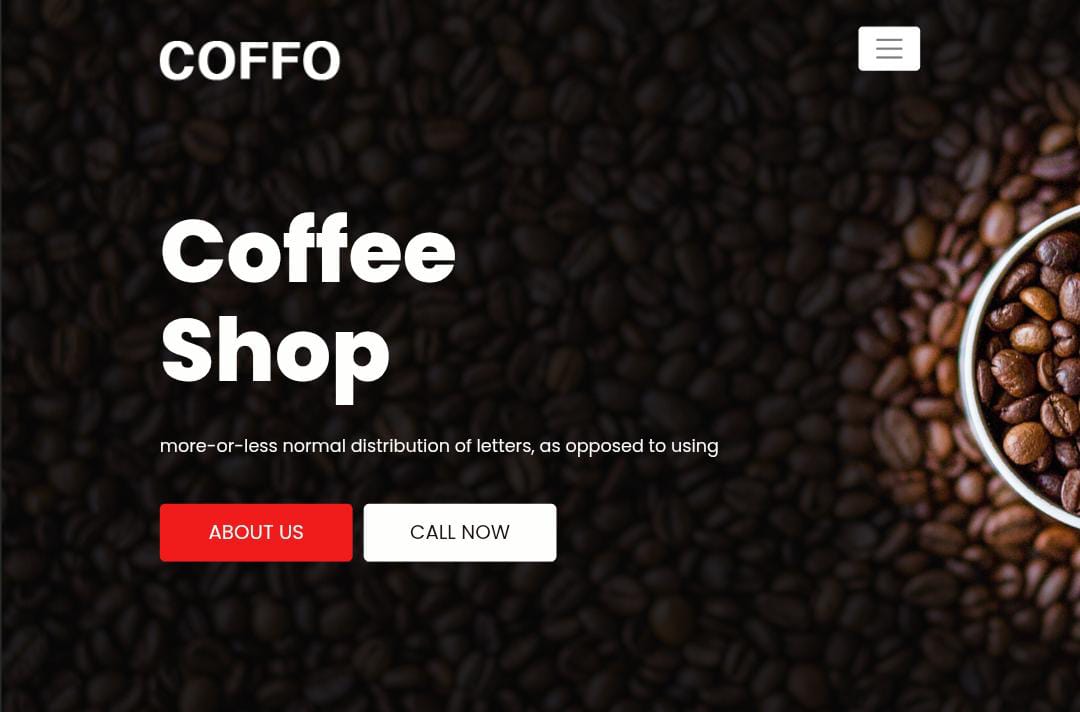 COFFO
Coffee
Shop
more-or-less normal distribution of letters, as opposed to using
ABOUT US
CALL NOW